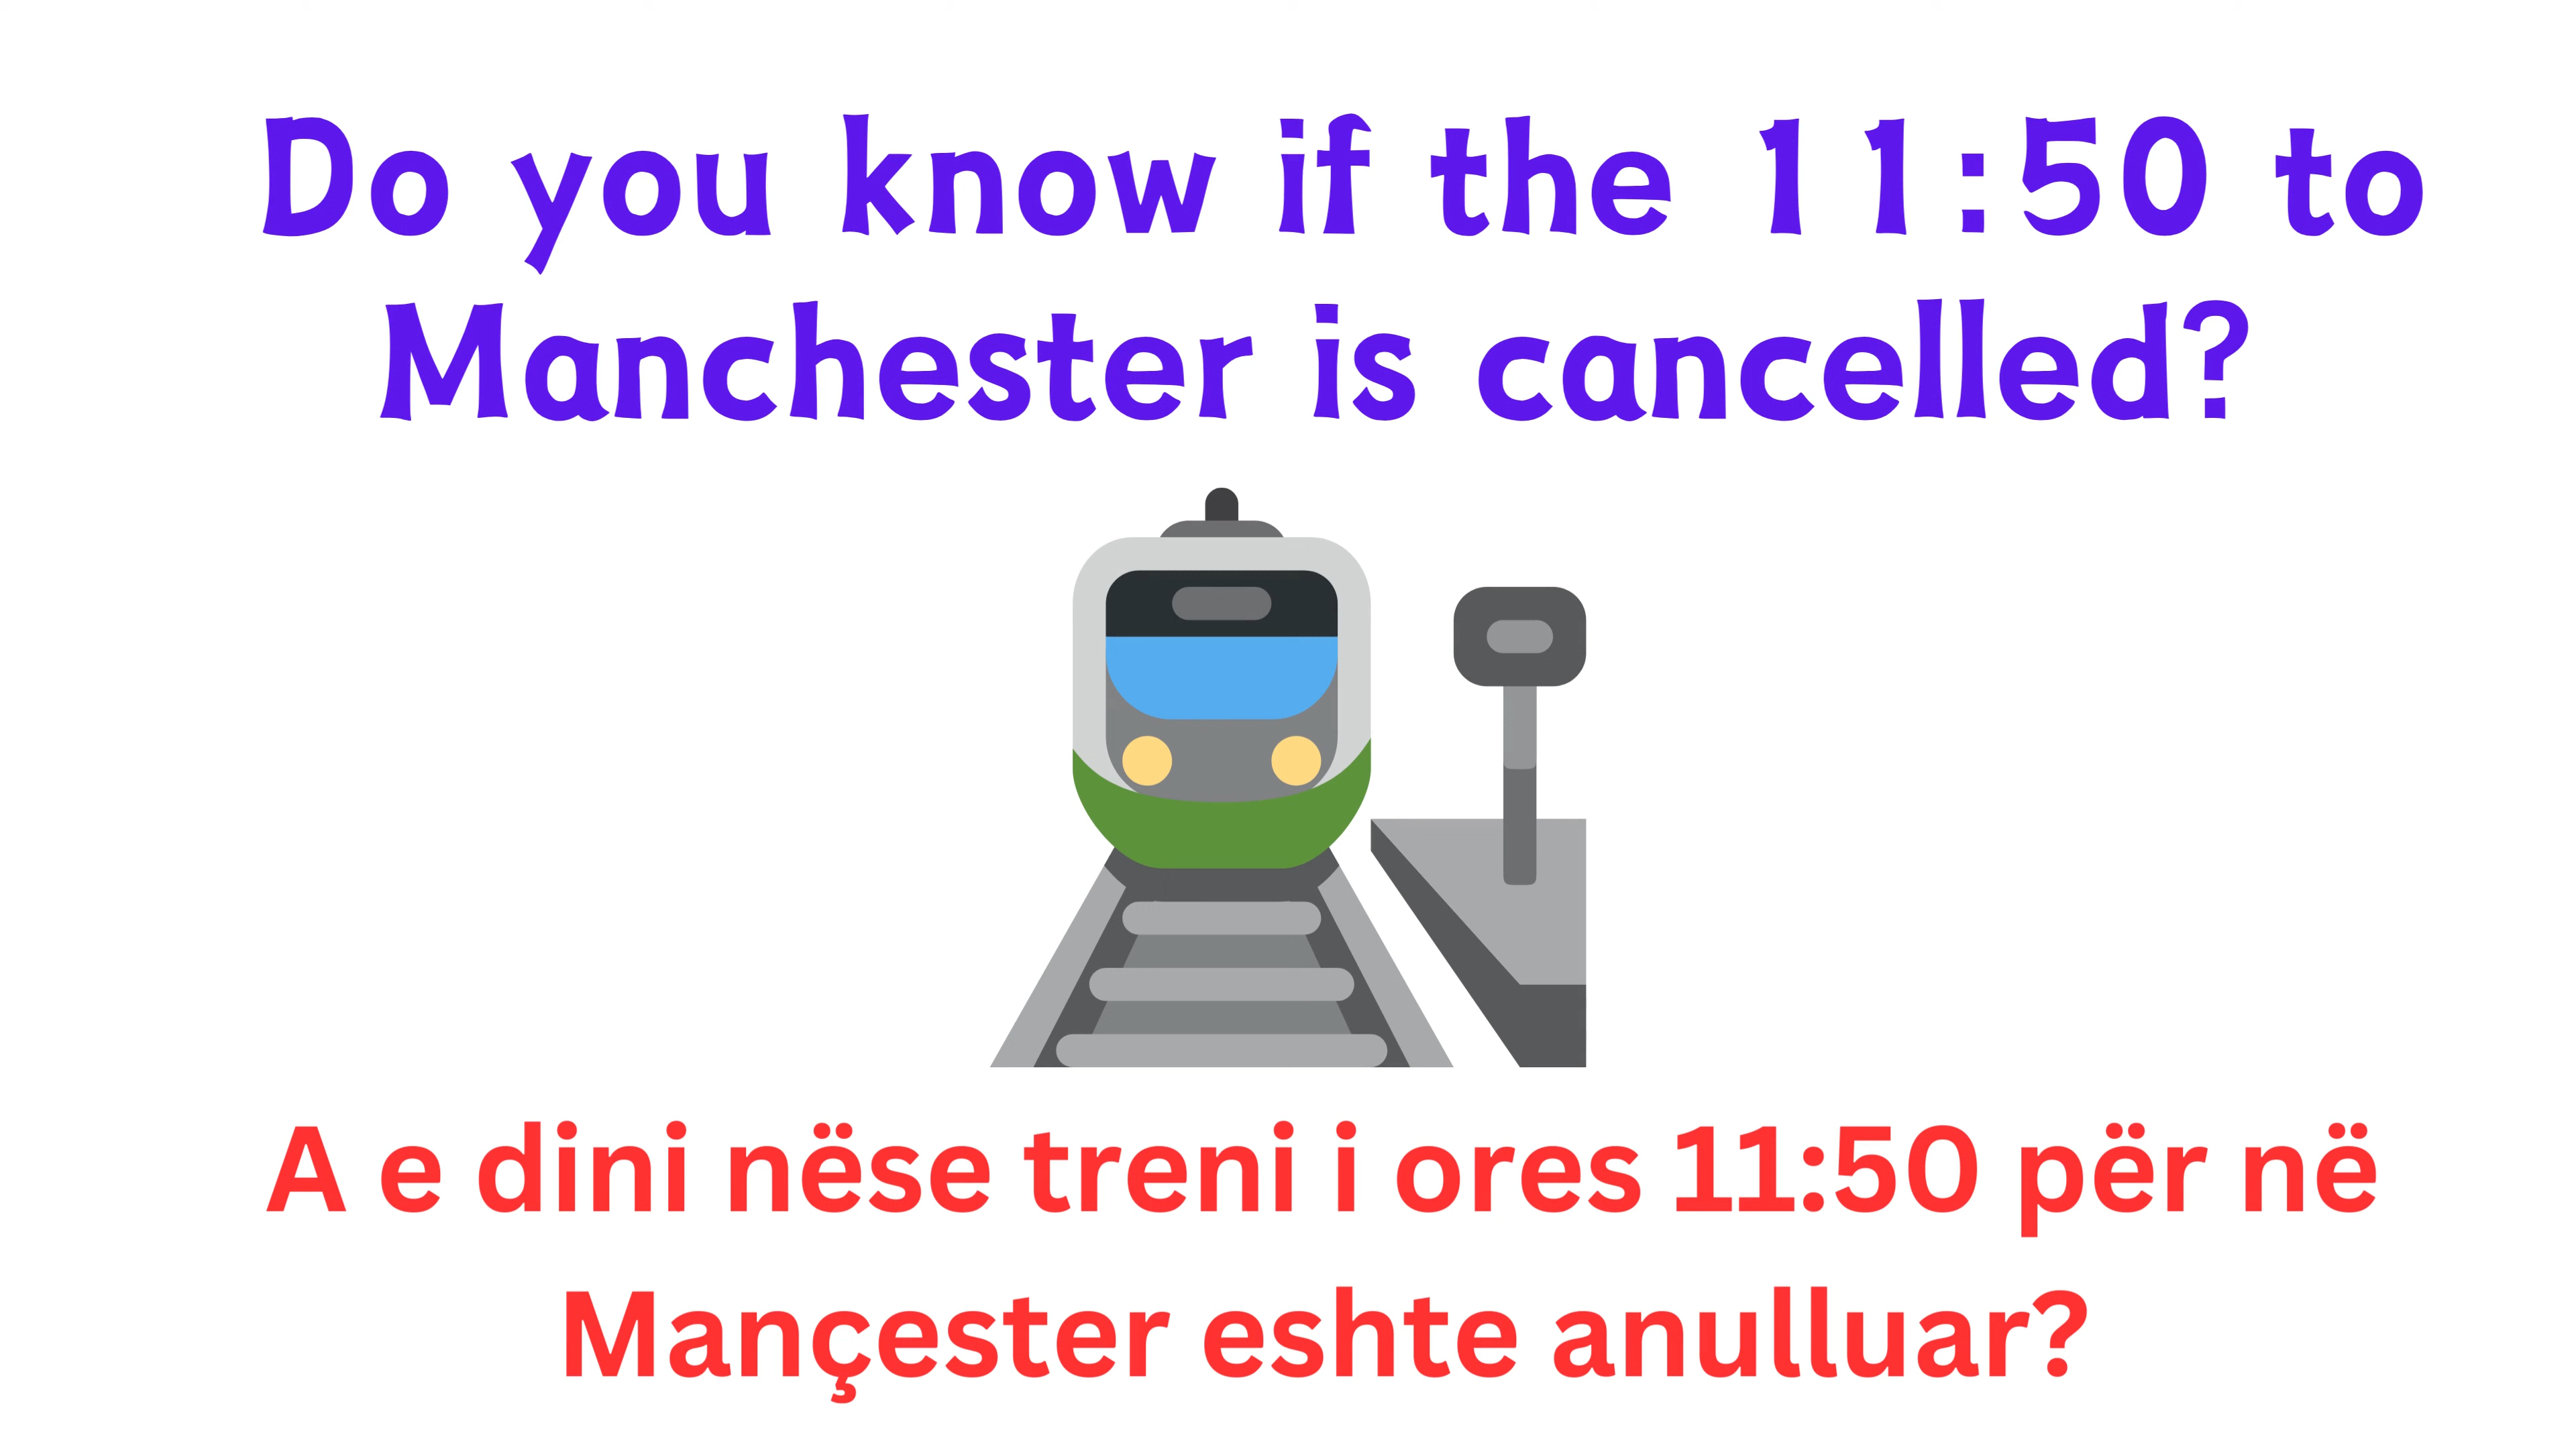 Do you know if the 11:50 to
Manchester is cancelled?
A e dini nëse treni i ores 11:50 për në
Mançester eshte anulluar?